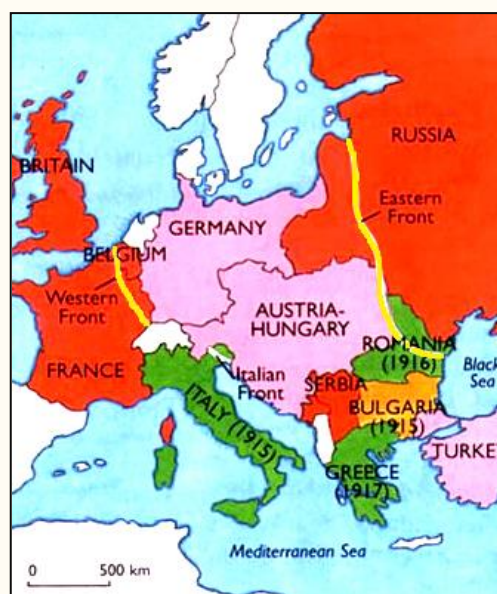 RUSSIA
BRITAIN
Eastern
Front
GERMANY
BELGIUM
Western
Front
AUSTRIA-
HUNGARY
ROMANIA
(1916)
Black
Sea
FRANCE
Italian
Front
SERBIA
BULGARIA
(1915)
ITALY (1915)
TURKE
GREECE
(1917)
Mediterranean Sea
0 500 km